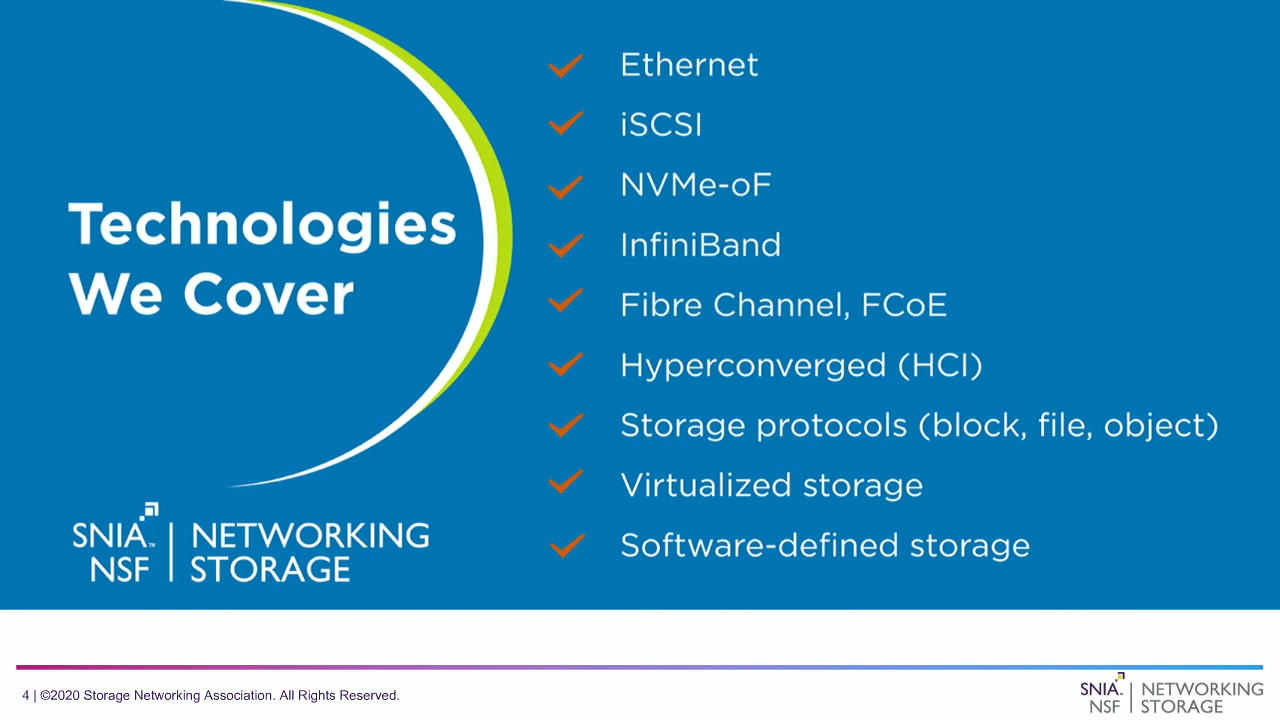 Technologies
We Cover
Ethernet
iSCSI
NVMe-oF
InfiniBand
Fibre Channel, FCoE
Hyperconverged (HCI)
Storage protocols (block, file, object)
Virtualized storage
Software-defined storage
SNIA™ | NETWORKING
NSF | STORAGE
4 | ©2020 Storage Networking Association. All Rights Reserved.
SNIA | NETWORKING
NSF | STORAGE